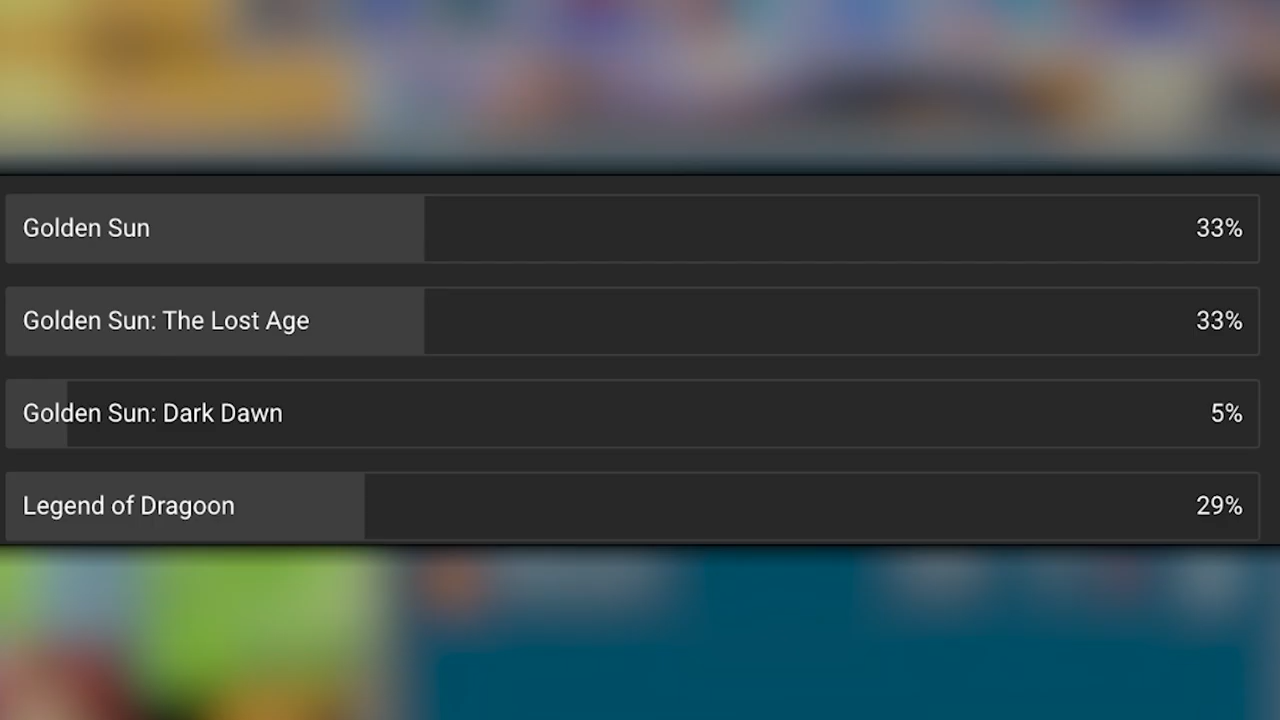 Golden Sun 33%
Golden Sun: The Lost Age 33%
Golden Sun: Dark Dawn 5%
Legend of Dragoon 29%